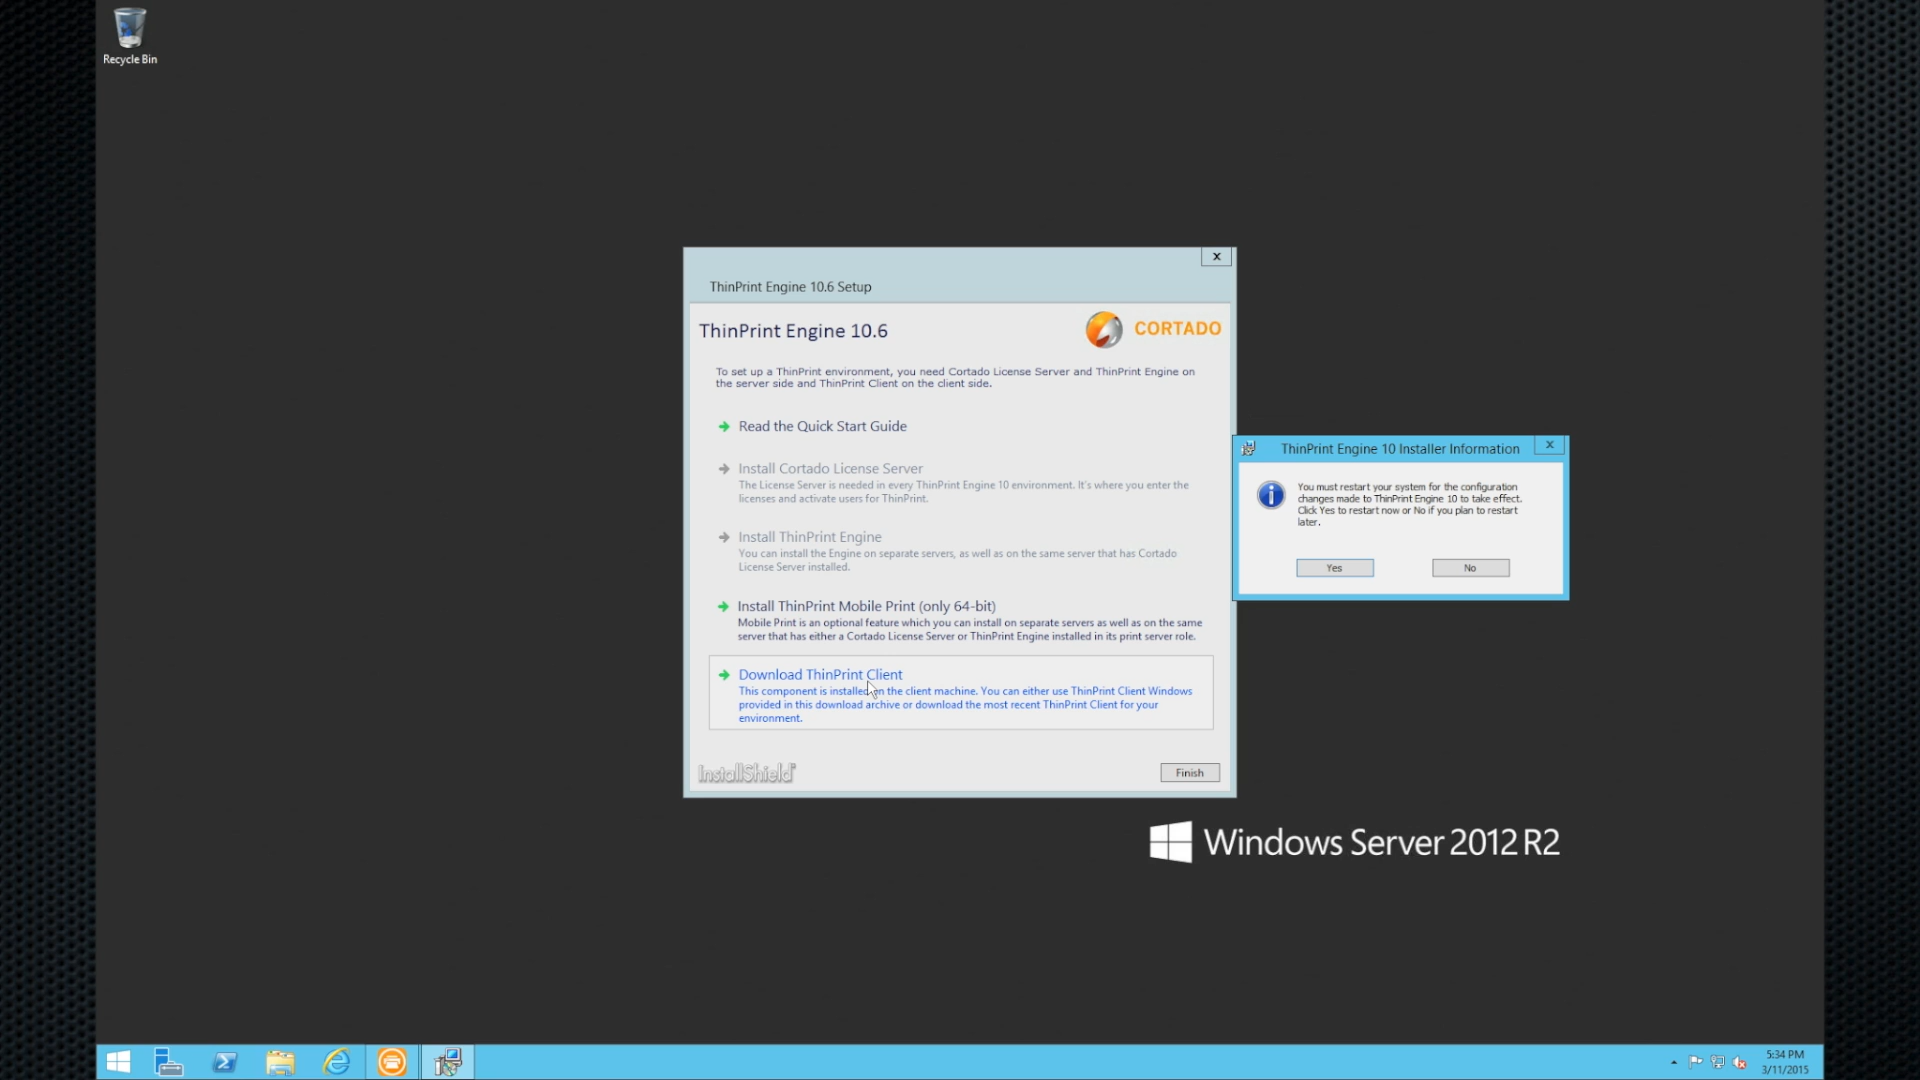 Recycle Bin
x
ThinPrint Engine 10.6 Setup
ThinPrint Engine 10.6
CORTADO
To set up a ThinPrint environment, you need Cortado License Server and ThinPrint Engine on
the server side and ThinPrint Client on the client side.
Read the Quick Start Guide
Install Cortado License Server
The License Server is needed in every ThinPrint Engine 10 environment. It's where you enter the
licenses and activate users for ThinPrint.
Install ThinPrint Engine
You can install the Engine on separate servers, as well as on the same server that has Cortado
License Server installed.
Install ThinPrint Mobile Print (only 64-bit)
Mobile Print is an optional feature which you can install on separate servers as well as on the same
server that has either a Cortado License Server or ThinPrint Engine installed in its print server role.
Download ThinPrint Client
This component is installed on the client machine. You can either use ThinPrint Client Windows
provided in this download archive or download the most recent ThinPrint Client for your
environment.
InstallShield
Finish
ThinPrint Engine 10 Installer Information
x
You must restart your system for the configuration
changes made to ThinPrint Engine 10 to take effect.
Click Yes to restart now or No if you plan to restart
later.
Yes
No
Windows Server 2012 R2
5:34 PM
3/11/2015